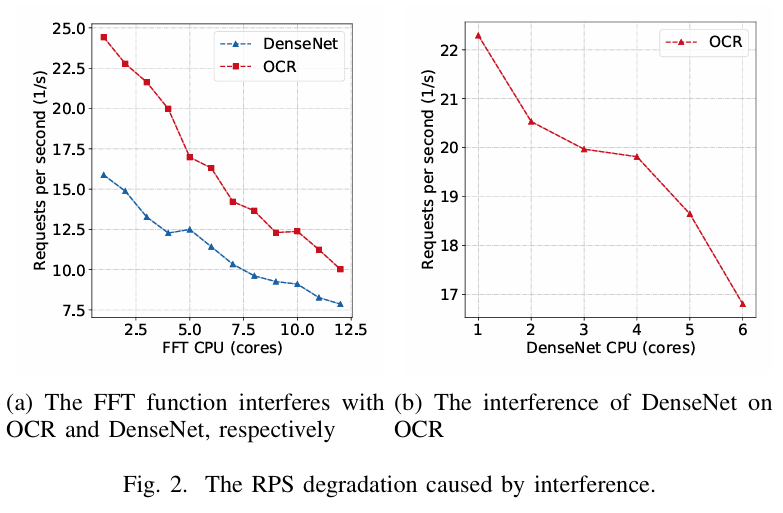 25.0
22.5
20.0
17.5
15.0
12.5
10.0
7.5
Requests per second (1/s)
DenseNet
OCR
2.5 5.0 7.5 10.0 12.5
FFT CPU (cores)
22
21
20
19
18
17
Requests per second (1/s)
OCR
1 2 3 4 5 6
DenseNet CPU (cores)
(a) The FFT function interferes with
OCR and DenseNet, respectively
(b) The interference of DenseNet on
OCR
Fig. 2. The RPS degradation caused by interference.